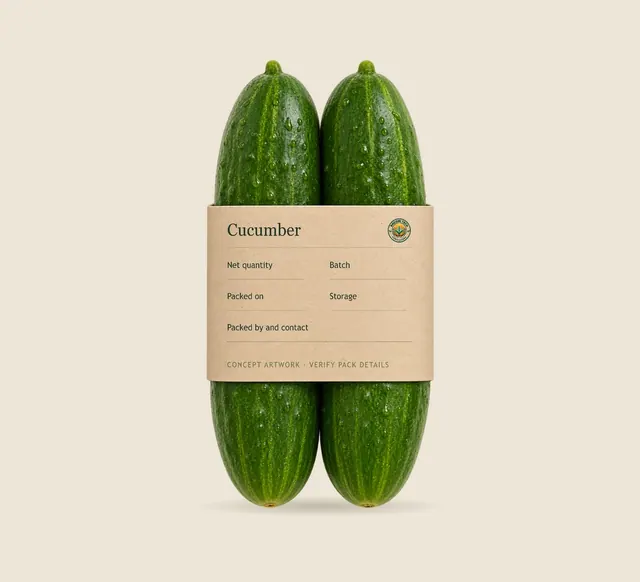 Cucumber
Net quantity
Batch
Packed on
Storage
Packed by and contact
CONCEPT ARTWORK · VERIFY PACK DETAILS